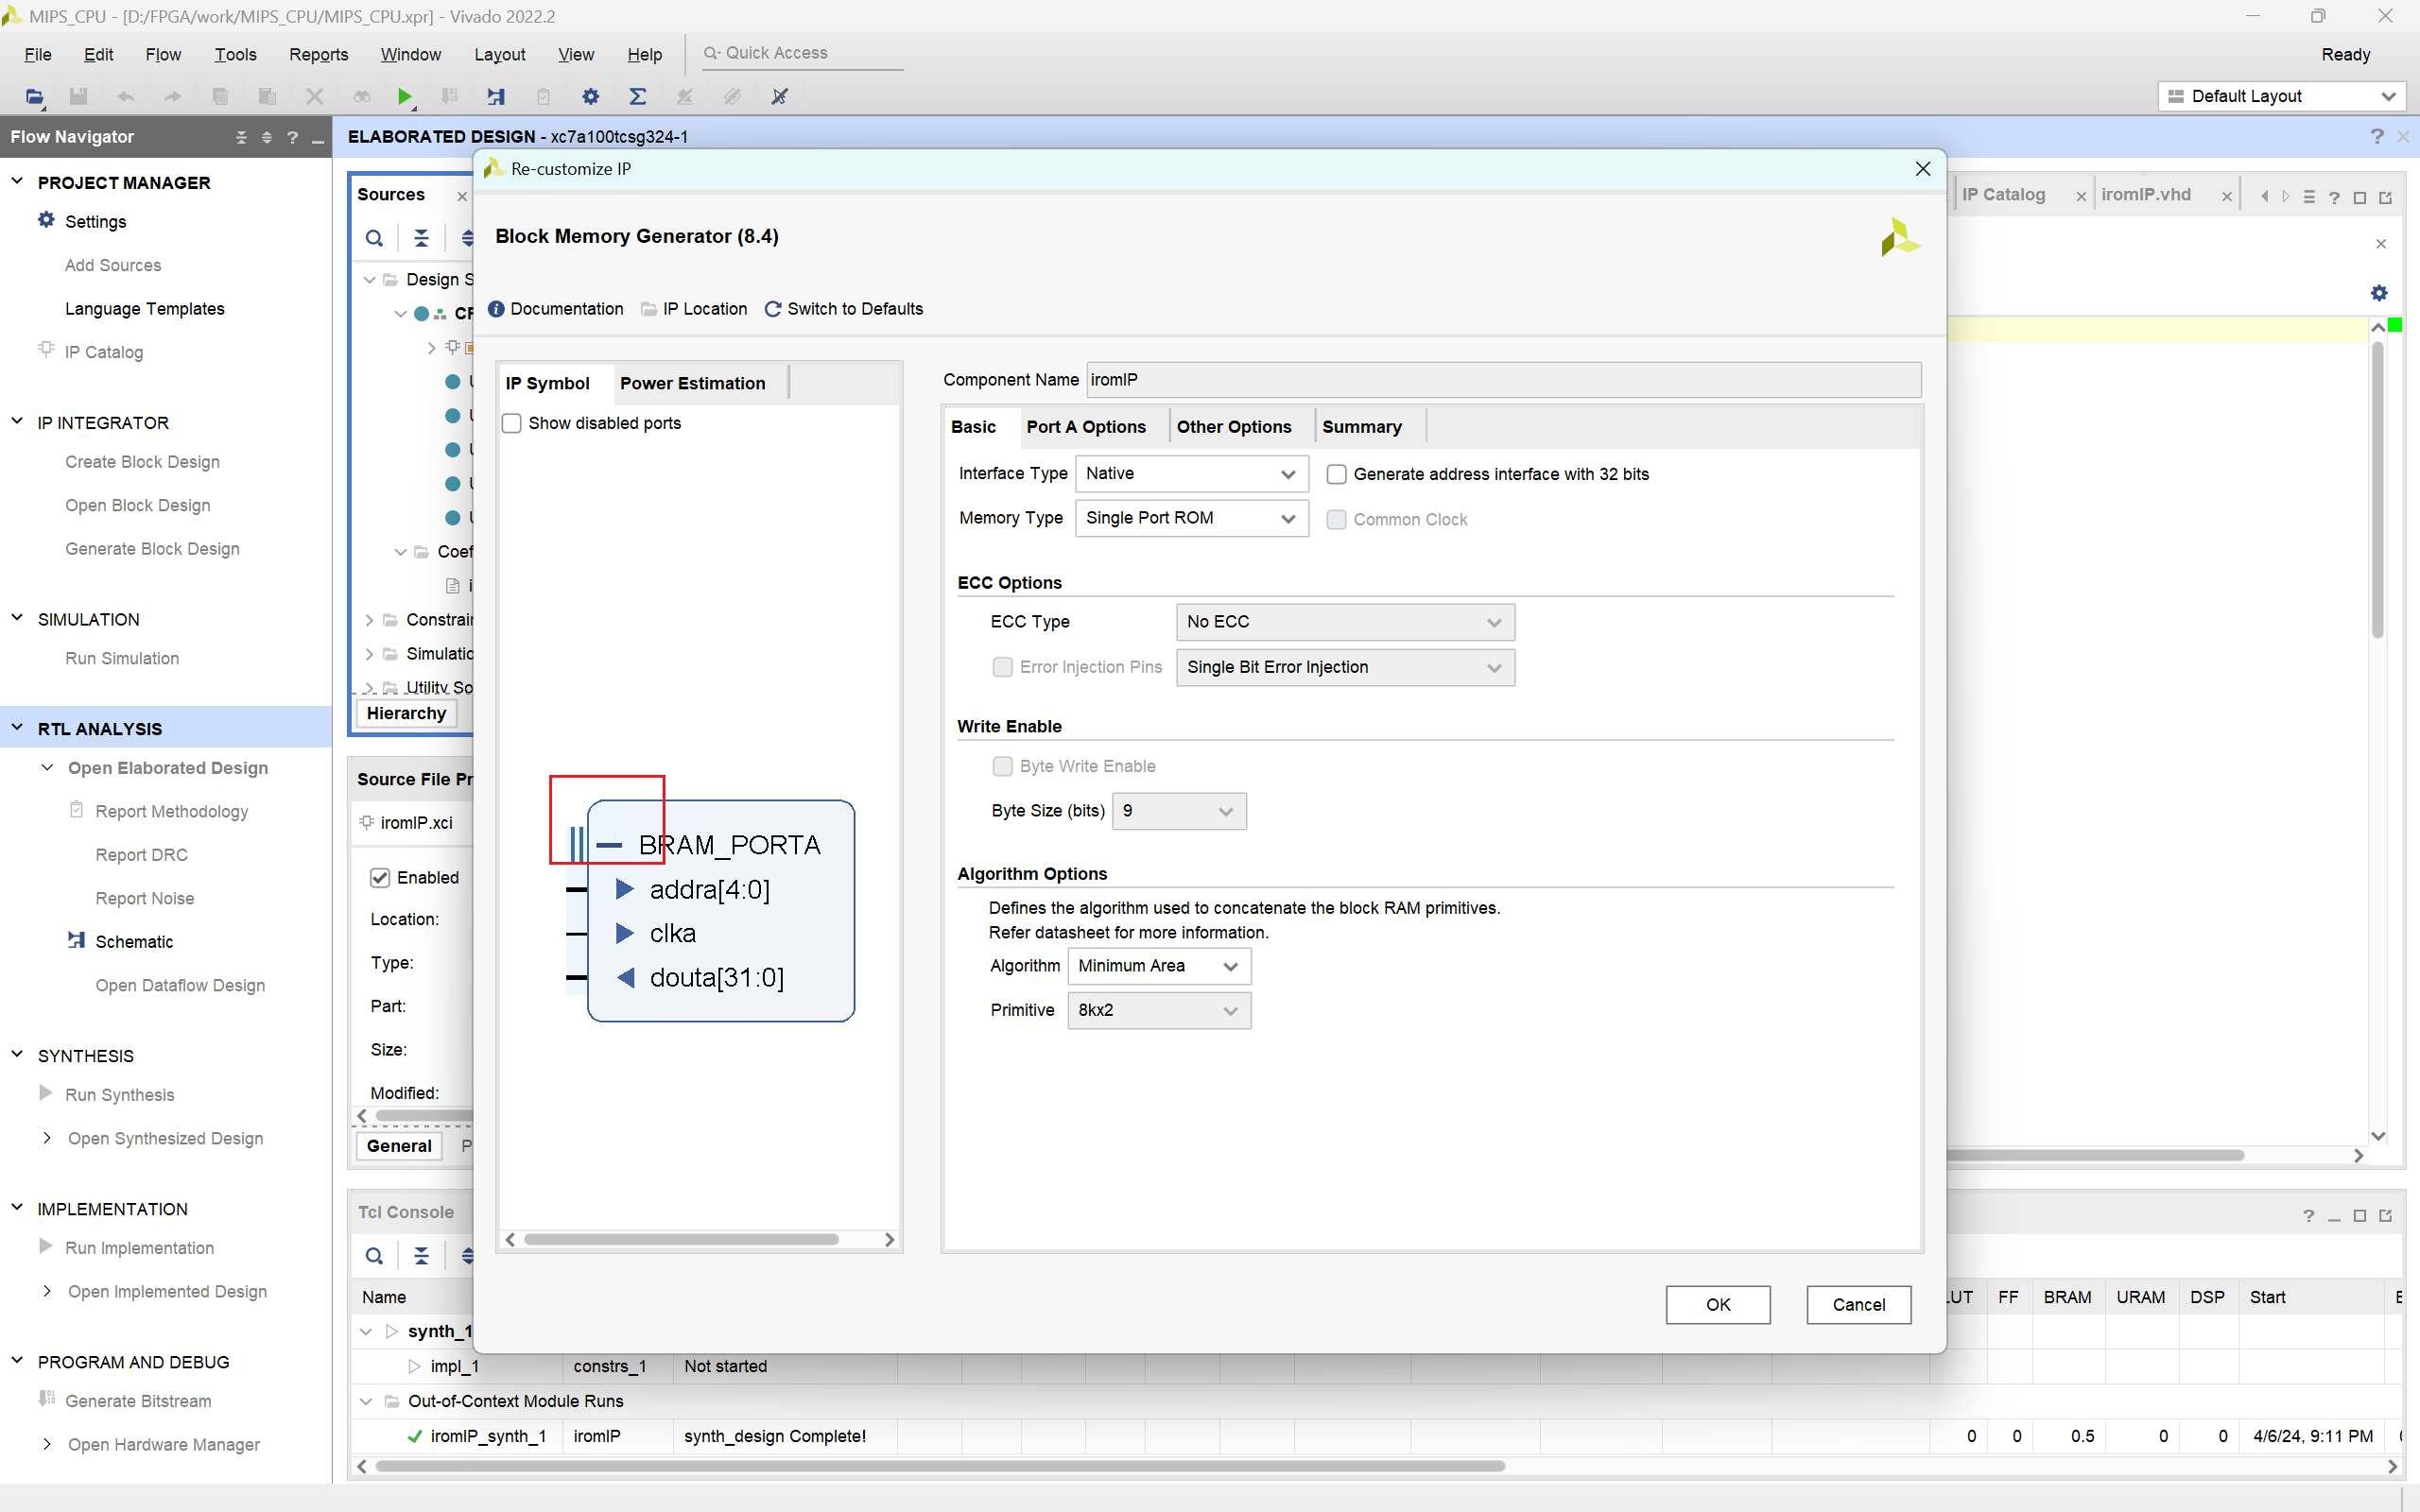 MIPS_CPU - [D:/FPGA/work/MIPS_CPU/MIPS_CPU.xpr] - Vivado 2022.2
File Edit Flow Tools Reports Window Layout View Help Quick Access Ready
Default Layout
Flow Navigator
PROJECT MANAGER
Settings
Add Sources
Language Templates
IP Catalog
IP INTEGRATOR
Create Block Design
Open Block Design
Generate Block Design
SIMULATION
Run Simulation
RTL ANALYSIS
Open Elaborated Design
Report Methodology
Report DRC
Report Noise
Schematic
Open Dataflow Design
SYNTHESIS
Run Synthesis
Open Synthesized Design
IMPLEMENTATION
Run Implementation
Open Implemented Design
PROGRAM AND DEBUG
Generate Bitstream
Open Hardware Manager
ELABORATED DESIGN - xc7a100tcsg324-1
Sources
Design S
Coef
Constrai
Simulatio
Utility So
Hierarchy
Source File Pr
iromIP.xci
Enabled
Location:
Type:
Part:
Size:
Modified:
General P
IP Catalog iromIP.vhd
Re-customize IP
Block Memory Generator (8.4)
Documentation IP Location Switch to Defaults
IP Symbol Power Estimation
Show disabled ports
BRAM_PORTA
addra[4:0]
clka
douta[31:0]
Component Name iromIP
Basic Port A Options Other Options Summary
Interface Type Native Generate address interface with 32 bits
Memory Type Single Port ROM Common Clock
ECC Options
ECC Type No ECC
Error Injection Pins Single Bit Error Injection
Write Enable
Byte Write Enable
Byte Size (bits) 9
Algorithm Options
Defines the algorithm used to concatenate the block RAM primitives.
Refer datasheet for more information.
Algorithm Minimum Area
Primitive 8kx2
OK Cancel
Tcl Console
Name LUT FF BRAM URAM DSP Start E
synth_1
impl_1 constrs_1 Not started
Out-of-Context Module Runs
iromIP_synth_1 iromIP synth_design Complete! 0 0 0.5 0 0 4/6/24, 9:11 PM